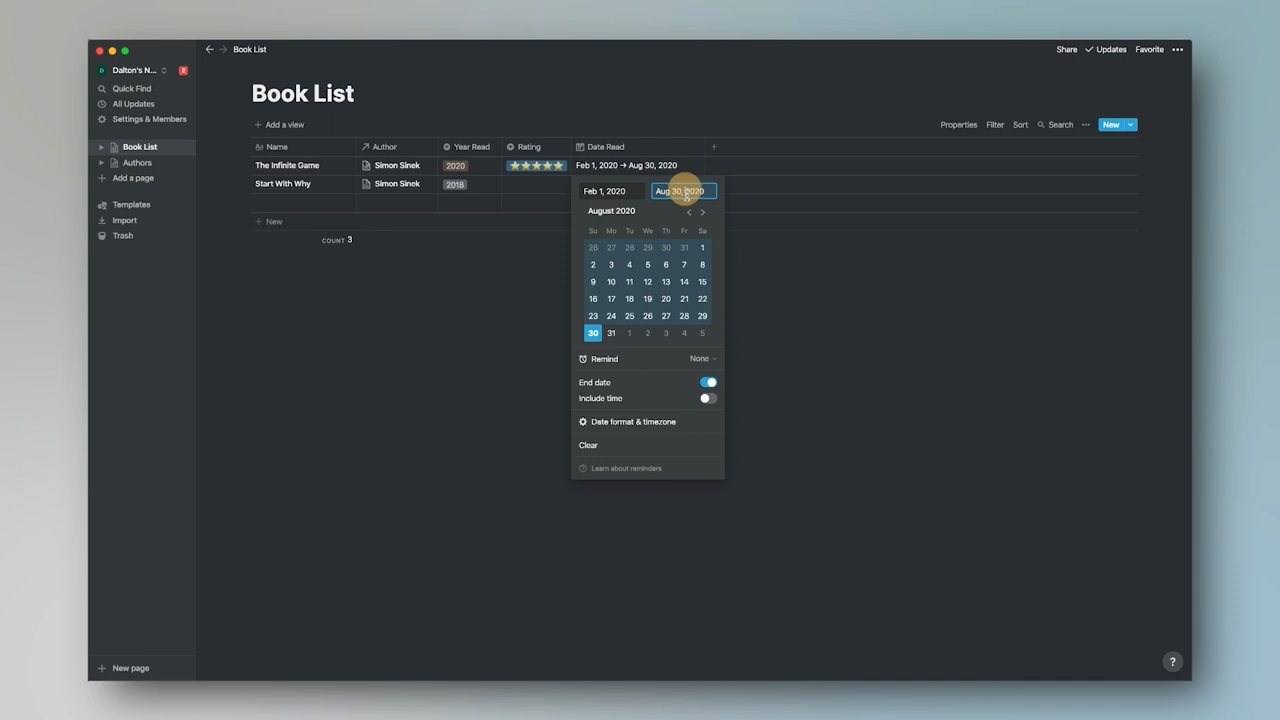 Dalton's N...
2
Quick Find
All Updates
Settings & Members
Book List
Authors
Add a page
Templates
Import
Trash
New page
Book List
Share
Updates
Favorite
Book List
Add a view
Properties
Filter
Sort
Search
New
Name Author Year Read Rating Date Read
The Infinite Game Simon Sinek 2020 Feb 1, 2020 → Aug 30, 2020
Start With Why Simon Sinek 2018
New
COUNT 3
Feb 1, 2020 Aug 30, 2020
August 2020
Su Mo Tu We Th Fr Sa
26 27 28 29 30 31 1
2 3 4 5 6 7 8
9 10 11 12 13 14 15
16 17 18 19 20 21 22
23 24 25 26 27 28 29
30 31 1 2 3 4 5
Remind None
End date
Include time
Date format & timezone
Clear
Learn about reminders
?